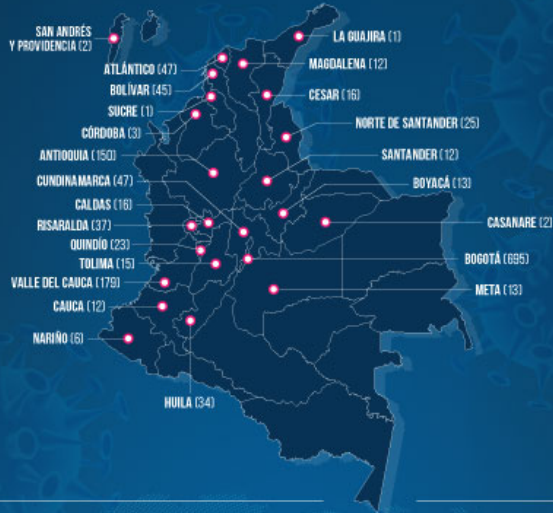 SAN ANDRÉS
Y PROVIDENCIA (2)
LA GUAJIRA (1)
ATLÁNTICO (47)
MAGDALENA (12)
BOLÍVAR (45)
CESAR (16)
SUCRE (1)
NORTE DE SANTANDER (25)
CÓRDOBA (3)
ANTIOQUIA (150)
SANTANDER (12)
CUNDINAMARCA (47)
BOYACÁ (13)
CALDAS (16)
RISARALDA (37)
CASANARE (2)
QUINDÍO (23)
TOLIMA (15)
BOGOTÁ (695)
VALLE DEL CAUCA (179)
META (13)
CAUCA (12)
NARIÑO (6)
HUILA (34)